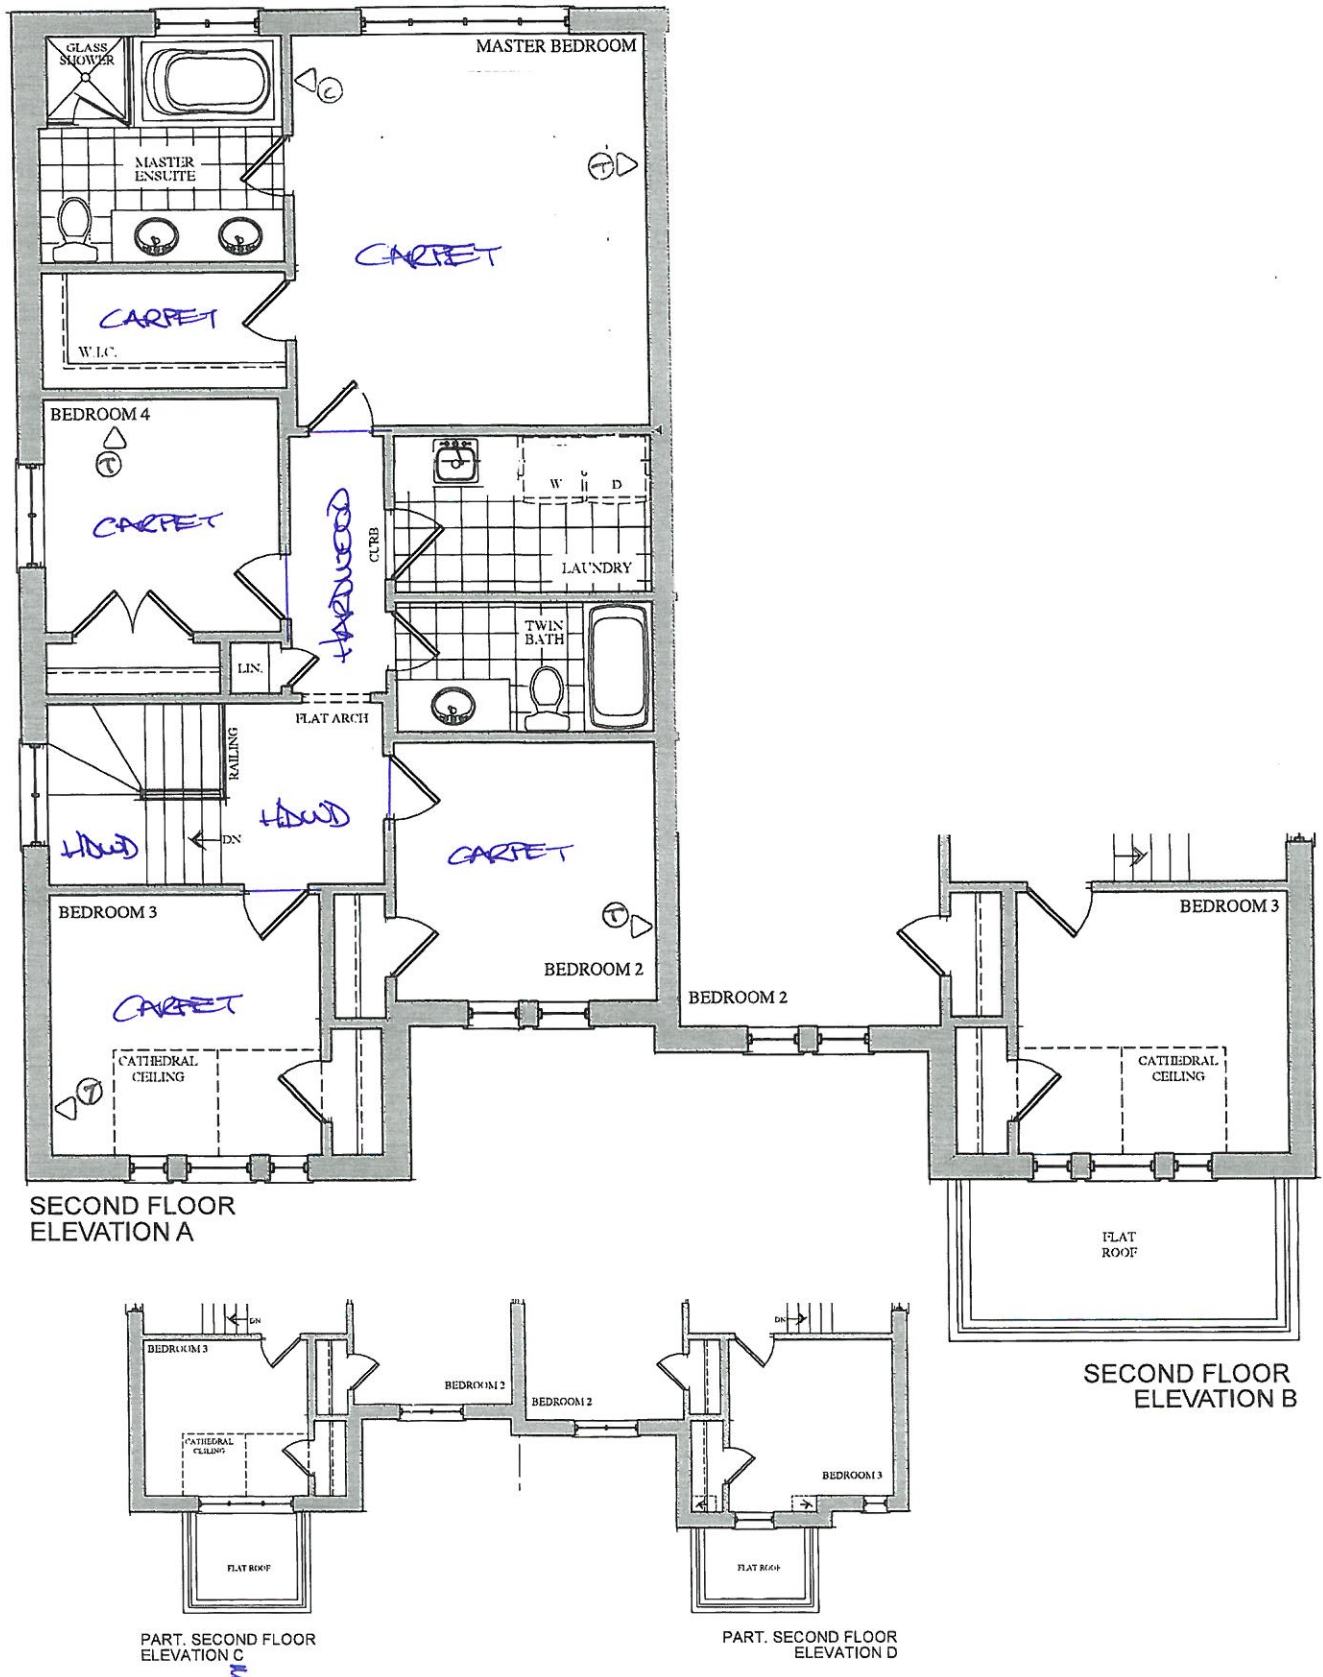 GLASS
SHOWER
MASTER BEDROOM
C
T
MASTER
ENSUITE
CARPET
CARPET
W.I.C.
BEDROOM 4
T
CARPET
HARDWOOD
CURB
W D
LAUNDRY
TWIN
BATH
LIN.
FLAT ARCH
RAILING
HDWD
HDWD
DN
CARPET
BEDROOM 3
T
BEDROOM 2
CARPET
CATHEDRAL
CEILING
T
SECOND FLOOR
ELEVATION A
BEDROOM 2
BEDROOM 3
CATHEDRAL
CEILING
FLAT
ROOF
SECOND FLOOR
ELEVATION B
DN
BEDROOM 3
BEDROOM 2
CATHEDRAL
CEILING
FLAT ROOF
PART. SECOND FLOOR
ELEVATION C
DN
BEDROOM 2
BEDROOM 3
FLAT ROOF
PART. SECOND FLOOR
ELEVATION D